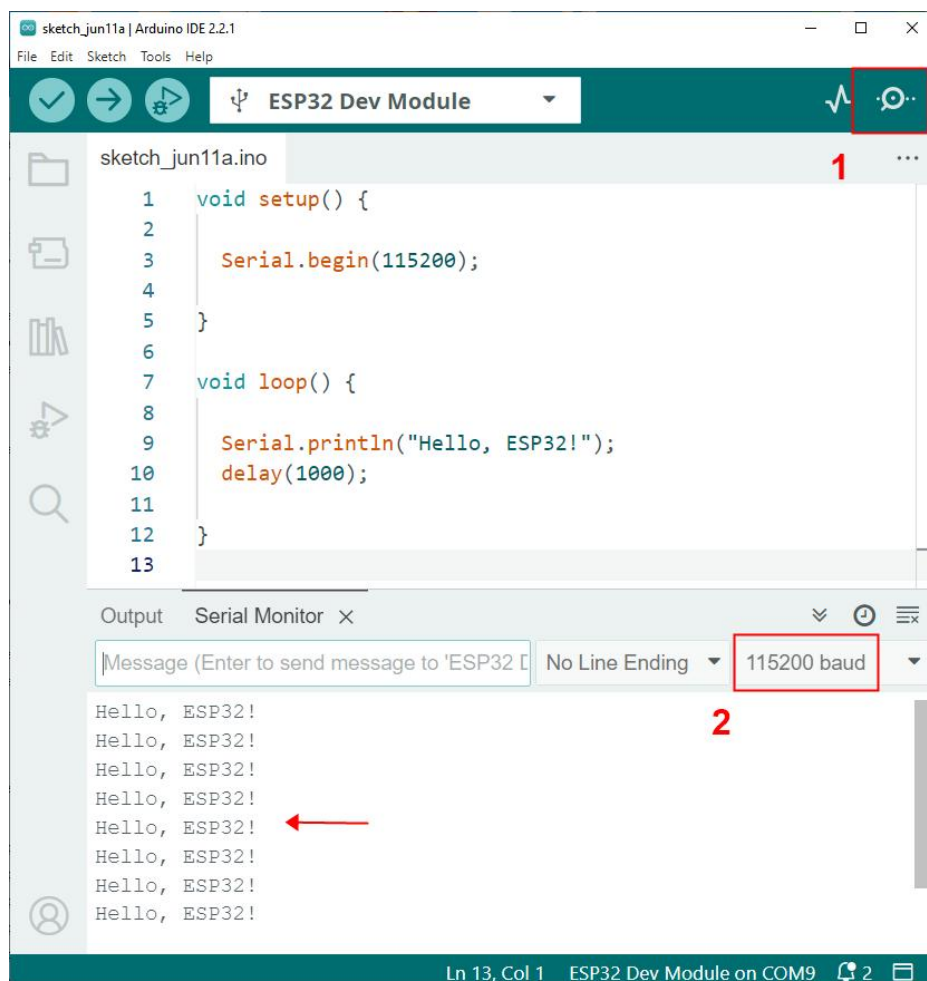 sketch_jun11a | Arduino IDE 2.2.1
File Edit Sketch Tools Help
ESP32 Dev Module
sketch_jun11a.ino
1
...
1 void setup() {
2
3 Serial.begin(115200);
4
5 }
6
7 void loop() {
8
9 Serial.println("Hello, ESP32!");
10 delay(1000);
11
12 }
13
Output Serial Monitor
Message (Enter to send message to 'ESP32 D No Line Ending 115200 baud
2
Hello, ESP32!
Hello, ESP32!
Hello, ESP32!
Hello, ESP32!
Hello, ESP32!
Hello, ESP32!
Hello, ESP32!
Hello, ESP32!
Ln 13, Col 1 ESP32 Dev Module on COM9 2